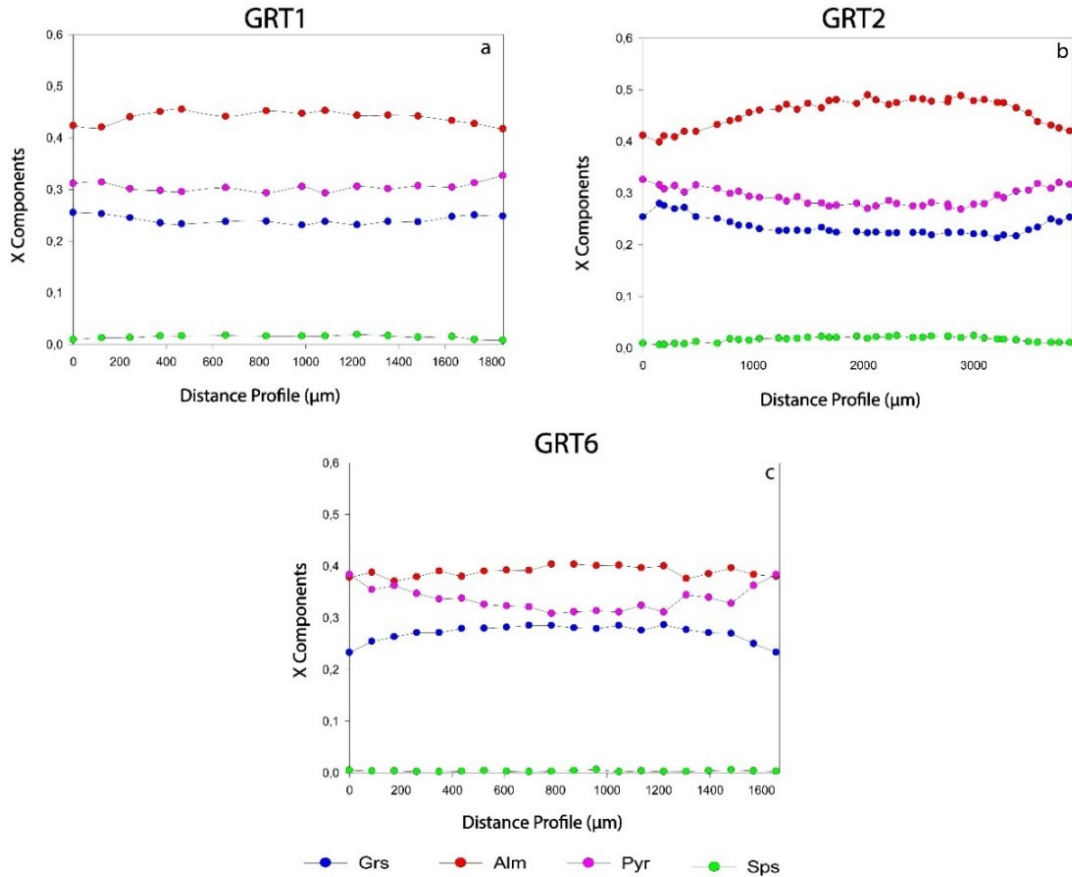 GRT1
a
0,6
0,5
0,4
0,3
0,2
0,1
0,0
X Components
0 200 400 600 800 1000 1200 1400 1600 1800
Distance Profile (µm)
GRT2
b
0,6
0,5
0,4
0,3
0,2
0,1
0,0
X Components
0 1000 2000 3000
Distance Profile (µm)
GRT6
c
0,6
0,5
0,4
0,3
0,2
0,1
0,0
X Components
0 200 400 600 800 1000 1200 1400 1600
Distance Profile (µm)
Grs Alm Pyr Sps